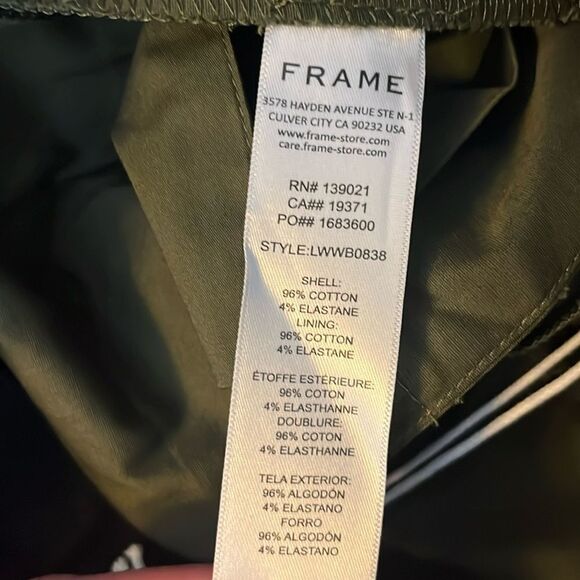 FRAME
3578 HAYDEN AVENUE STE N-1
CULVER CITY CA 90232 USA
www.frame-store.com
care.frame-store.com
RN# 139021
CA## 19371
PO## 1683600
STYLE:LWWB0838
SHELL:
96% COTTON
4% ELASTANE
LINING:
96% COTTON
4% ELASTANE
ÉTOFFE ESTÉRIEURE:
96% COTON
4% ELASTHANNE
DOUBLURE:
96% COTON
4% ELASTHANNE
TELA EXTERIOR:
96% ALGODÓN
4% ELASTANO
FORRO
96% ALGODÓN
4% ELASTANO